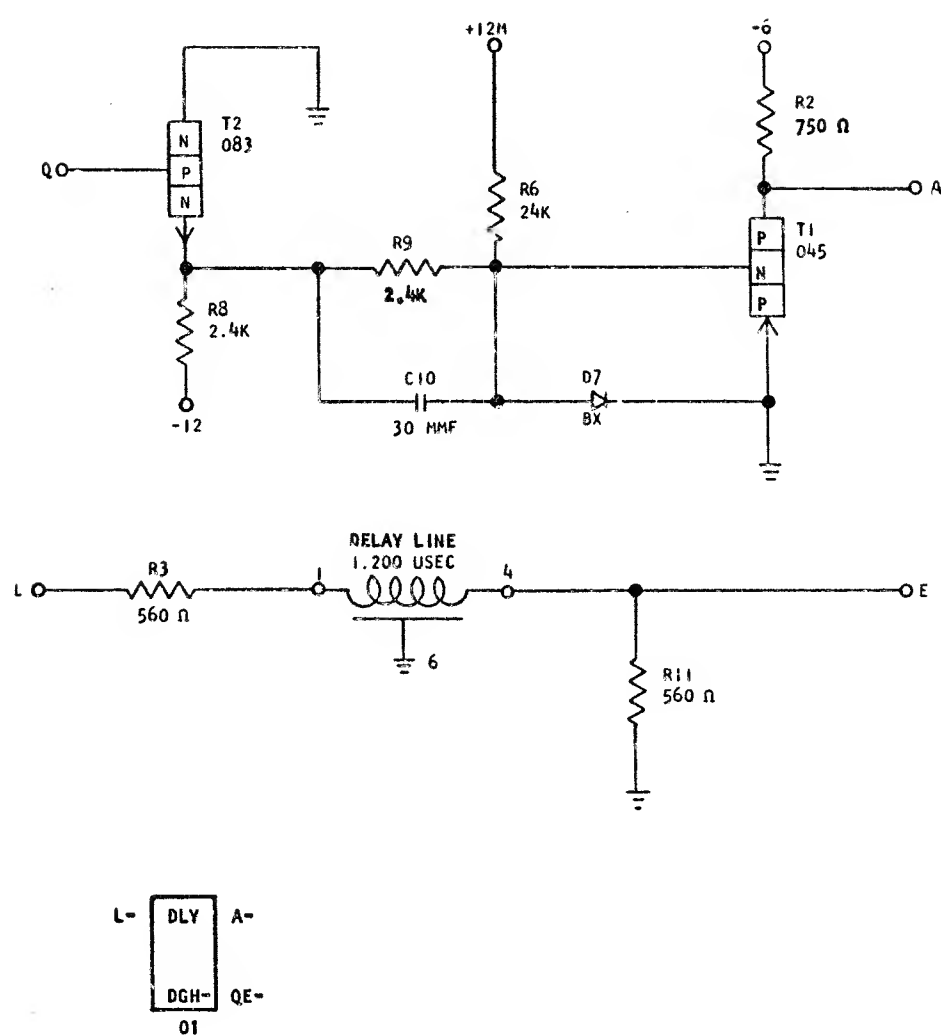 +12M
-6
R2
750 Ω
T2
083
N
P
N
Q
A
R6
24K
T1
045
P
N
P
R9
2.4K
R8
2.4K
-12
C10
30 MMF
D7
BX
DELAY LINE
1.200 USEC
L
R3
560 Ω
1
4
E
6
R11
560 Ω
L- DLY A-
DGH- QE-
01